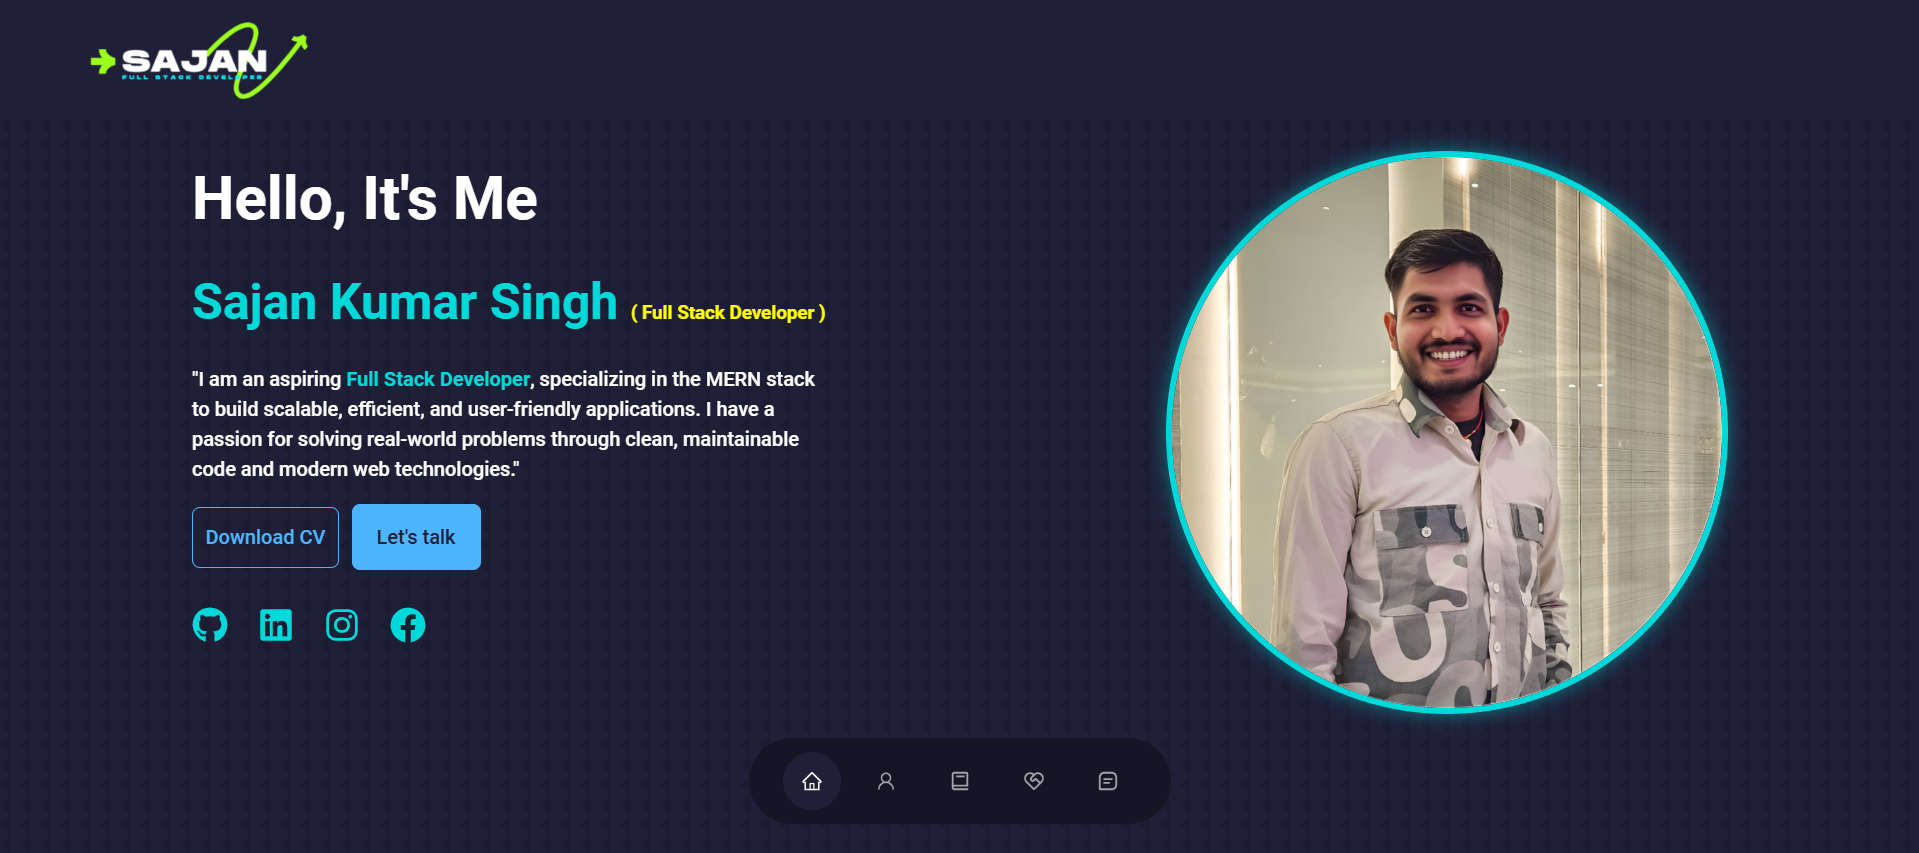 SAJAN
FULL STACK DEVELOPER
Hello, It's Me
Sajan Kumar Singh ( Full Stack Developer )
"I am an aspiring Full Stack Developer, specializing in the MERN stack
to build scalable, efficient, and user-friendly applications. I have a
passion for solving real-world problems through clean, maintainable
code and modern web technologies."
Download CV Let's talk